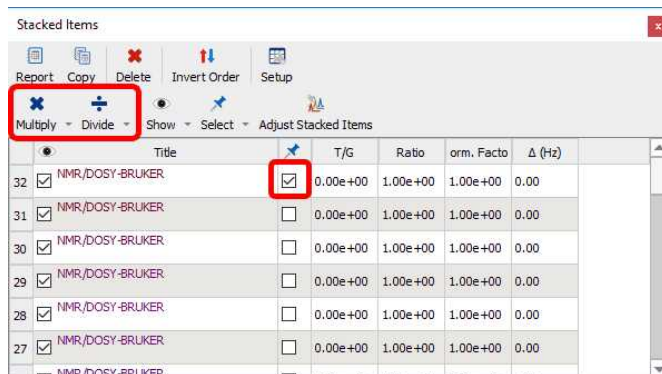 Stacked Items
Report Copy Delete Invert Order Setup
Multiply Divide Show Select Adjust Stacked Items
Title T/G Ratio orm. Facto Δ (Hz)
32 NMR/DOSY-BRUKER 0.00e+00 1.00e+00 1.00e+00 0.00
31 NMR/DOSY-BRUKER 0.00e+00 1.00e+00 1.00e+00 0.00
30 NMR/DOSY-BRUKER 0.00e+00 1.00e+00 1.00e+00 0.00
29 NMR/DOSY-BRUKER 0.00e+00 1.00e+00 1.00e+00 0.00
28 NMR/DOSY-BRUKER 0.00e+00 1.00e+00 1.00e+00 0.00
27 NMR/DOSY-BRUKER 0.00e+00 1.00e+00 1.00e+00 0.00
NMR/DOSY-BRUKER